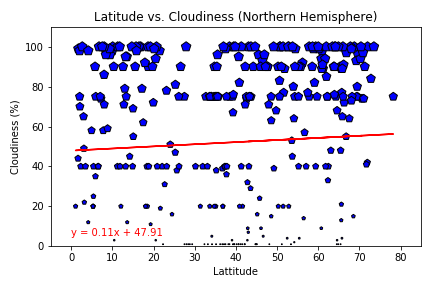 Latitude vs. Cloudiness (Northern Hemisphere)
Cloudiness (%)
100
80
60
40
20
0
y = 0.11x + 47.91
0 10 20 30 40 50 60 70 80
Lattitude